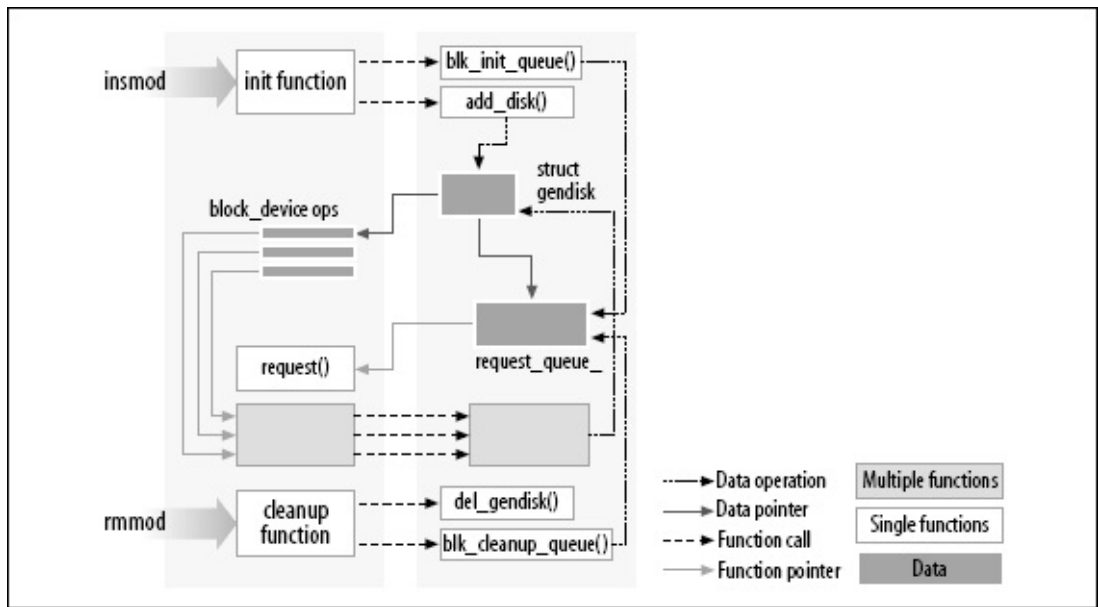 insmod
init function
blk_init_queue()
add_disk()
struct
gendisk
block_device ops
request_queue_
request()
rmmod
cleanup
function
del_gendisk()
blk_cleanup_queue()
Data operation
Data pointer
Function call
Function pointer
Multiple functions
Single functions
Data